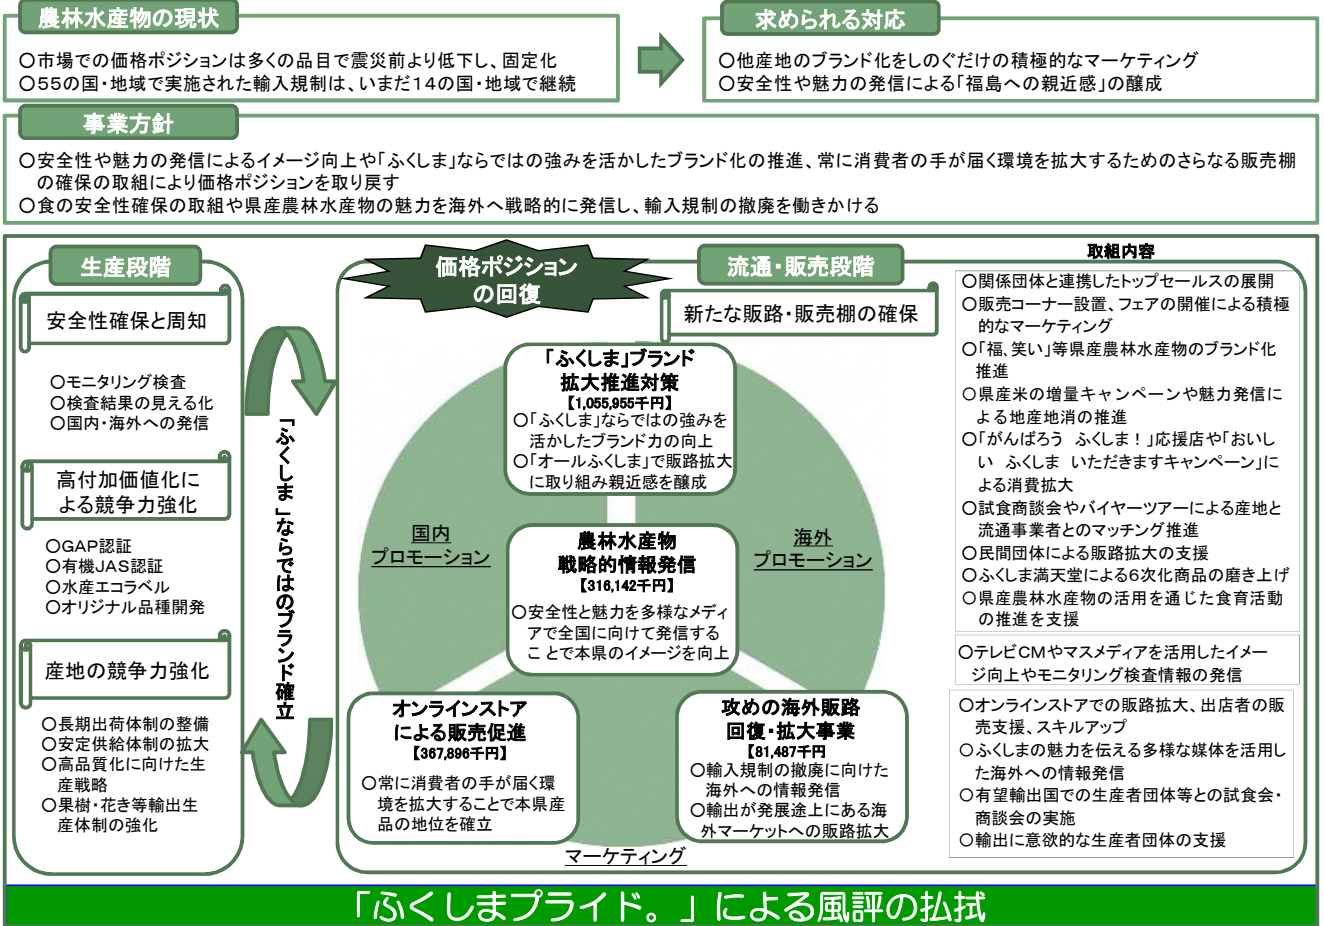 農林水産物の現状
○市場での価格ポジションは多くの品目で震災前より低下し、固定化
○55の国・地域で実施された輸入規制は、いまだ14の国・地域で継続
求められる対応
○他産地のブランド化をしのぐだけの積極的なマーケティング
○安全性や魅力の発信による「福島への親近感」の醸成
事業方針
○安全性や魅力の発信によるイメージ向上や「ふくしま」ならではの強みを活かしたブランド化の推進、常に消費者の手が届く環境を拡大するためのさらなる販売棚
の確保の取組により価格ポジションを取り戻す
○食の安全性確保の取組や県産農林水産物の魅力を海外へ戦略的に発信し、輸入規制の撤廃を働きかける
生産段階
安全性確保と周知
○モニタリング検査
○検査結果の見える化
○国内・海外への発信
高付加価値化に
よる競争力強化
○GAP認証
○有機JAS認証
○水産エコラベル
○オリジナル品種開発
産地の競争力強化
○長期出荷体制の整備
○安定供給体制の拡大
○高品質化に向けた生
産戦略
○果樹・花き等輸出生
産体制の強化
「ふくしま」ならではのブランド確立
価格ポジション
の回復
流通・販売段階
新たな販路・販売棚の確保
「ふくしま」ブランド
拡大推進対策
【1,055,955千円】
○「ふくしま」ならではの強みを
活かしたブランド力の向上
○「オールふくしま」で販路拡大
に取り組み親近感を醸成
国内
プロモーション
海外
プロモーション
農林水産物
戦略的情報発信
【316,142千円】
○安全性と魅力を多様なメディ
アで全国に向けて発信する
ことで本県のイメージを向上
オンラインストア
による販売促進
【367,896千円】
○常に消費者の手が届く環
境を拡大することで本県産
品の地位を確立
攻めの海外販路
回復・拡大事業
【81,487千円
○輸入規制の撤廃に向けた
海外への情報発信
○輸出が発展途上にある海
外マーケットへの販路拡大
マーケティング
取組内容
○関係団体と連携したトップセールスの展開
○販売コーナー設置、フェアの開催による積極
的なマーケティング
○「福、笑い」等県産農林水産物のブランド化
推進
○県産米の増量キャンペーンや魅力発信に
よる地産地消の推進
○「がんばろう ふくしま！」応援店や「おいし
い ふくしま いただきますキャンペーン」に
よる消費拡大
○試食商談会やバイヤーツアーによる産地と
流通事業者とのマッチング推進
○民間団体による販路拡大の支援
○ふくしま満天堂による6次化商品の磨き上げ
○県産農林水産物の活用を通じた食育活動
の推進を支援
○テレビCMやマスメディアを活用したイメー
ジ向上やモニタリング検査情報の発信
○オンラインストアでの販路拡大、出店者の販
売支援、スキルアップ
○ふくしまの魅力を伝える多様な媒体を活用し
た海外への情報発信
○有望輸出国での生産者団体等との試食会・
商談会の実施
○輸出に意欲的な生産者団体の支援
「ふくしまプライド。」による風評の払拭